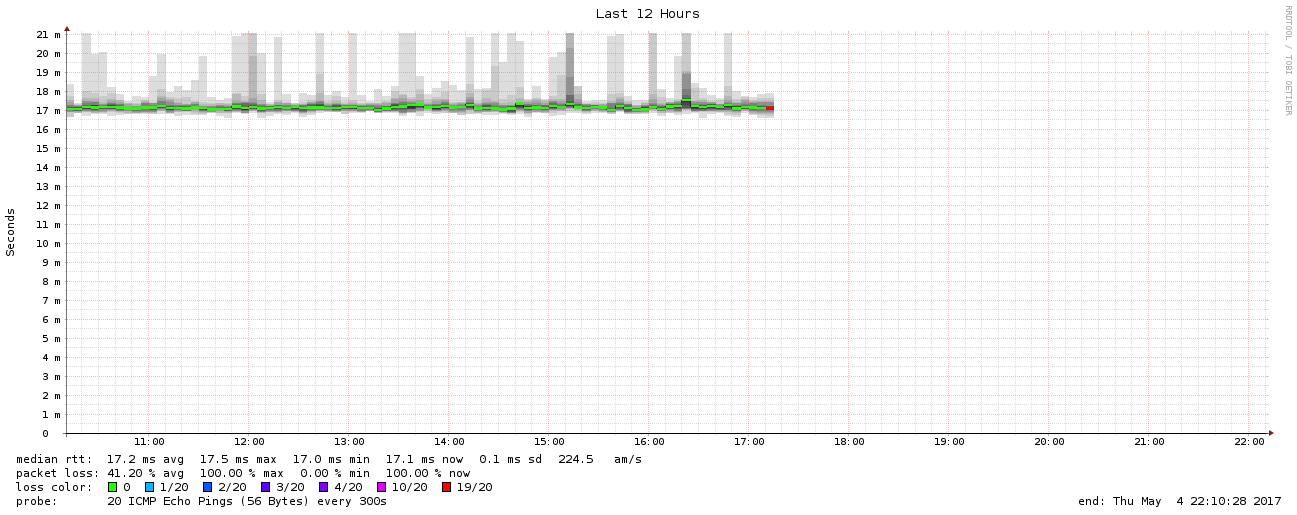 Last 12 Hours
RRDTOOL / TOBI OETIKER
Seconds
21 m
20 m
19 m
18 m
17 m
16 m
15 m
14 m
13 m
12 m
11 m
10 m
9 m
8 m
7 m
6 m
5 m
4 m
3 m
2 m
1 m
0
11:00 12:00 13:00 14:00 15:00 16:00 17:00 18:00 19:00 20:00 21:00 22:00
median rtt: 17.2 ms avg 17.5 ms max 17.0 ms min 17.1 ms now 0.1 ms sd 224.5 am/s
packet loss: 41.20 % avg 100.00 % max 0.00 % min 100.00 % now
loss color: 0 1/20 2/20 3/20 4/20 10/20 19/20
probe: 20 ICMP Echo Pings (56 Bytes) every 300s end: Thu May 4 22:10:28 2017